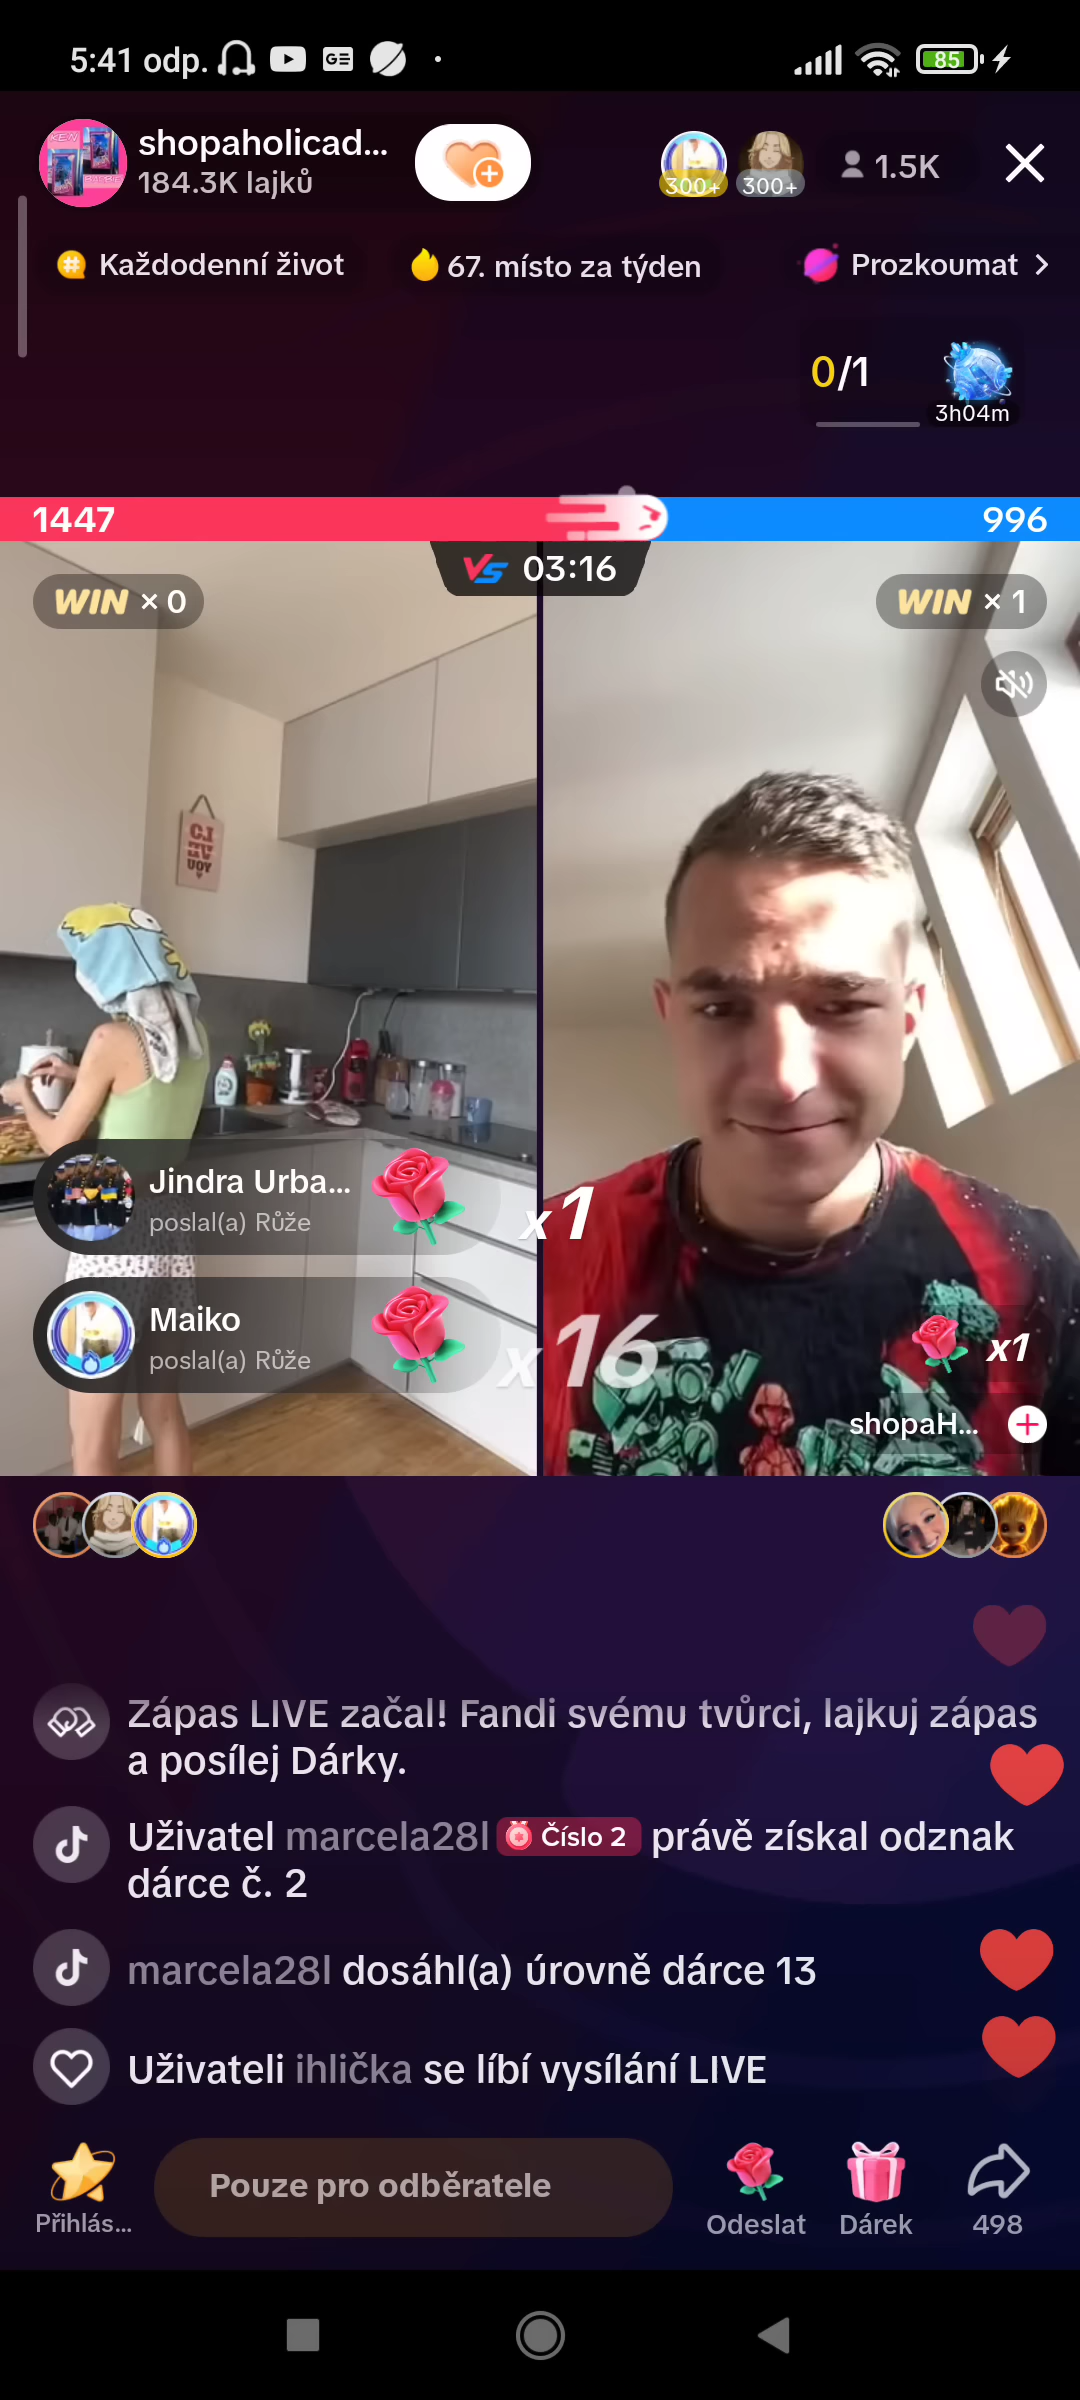 5:41 odp.
85
shopaholicad...
184.3K lajků
300+
300+
1.5K
Každodenní život
67. místo za týden
Prozkoumat
0/1
3h04m
1447
996
VS 03:16
WIN × 0
WIN × 1
Jindra Urba...
poslal(a) Růže
x1
Maiko
poslal(a) Růže
x16
x1
shopaH...
Zápas LIVE začal! Fandi svému tvůrci, lajkuj zápas
a posílej Dárky.
Uživatel marcela28l Číslo 2 právě získal odznak
dárce č. 2
marcela28l dosáhl(a) úrovně dárce 13
Uživateli ihlička se líbí vysílání LIVE
Přihlás...
Pouze pro odběratele
Odeslat
Dárek
498